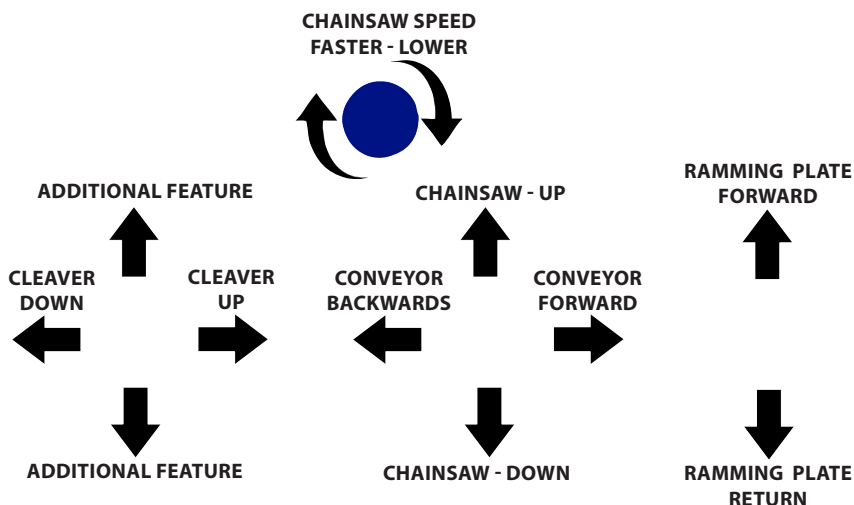 CHAINSAW SPEED
FASTER - LOWER
ADDITIONAL FEATURE
CHAINSAW - UP
RAMMING PLATE
FORWARD
CLEAVER
DOWN
CLEAVER
UP
CONVEYOR
BACKWARDS
CONVEYOR
FORWARD
ADDITIONAL FEATURE
CHAINSAW - DOWN
RAMMING PLATE
RETURN